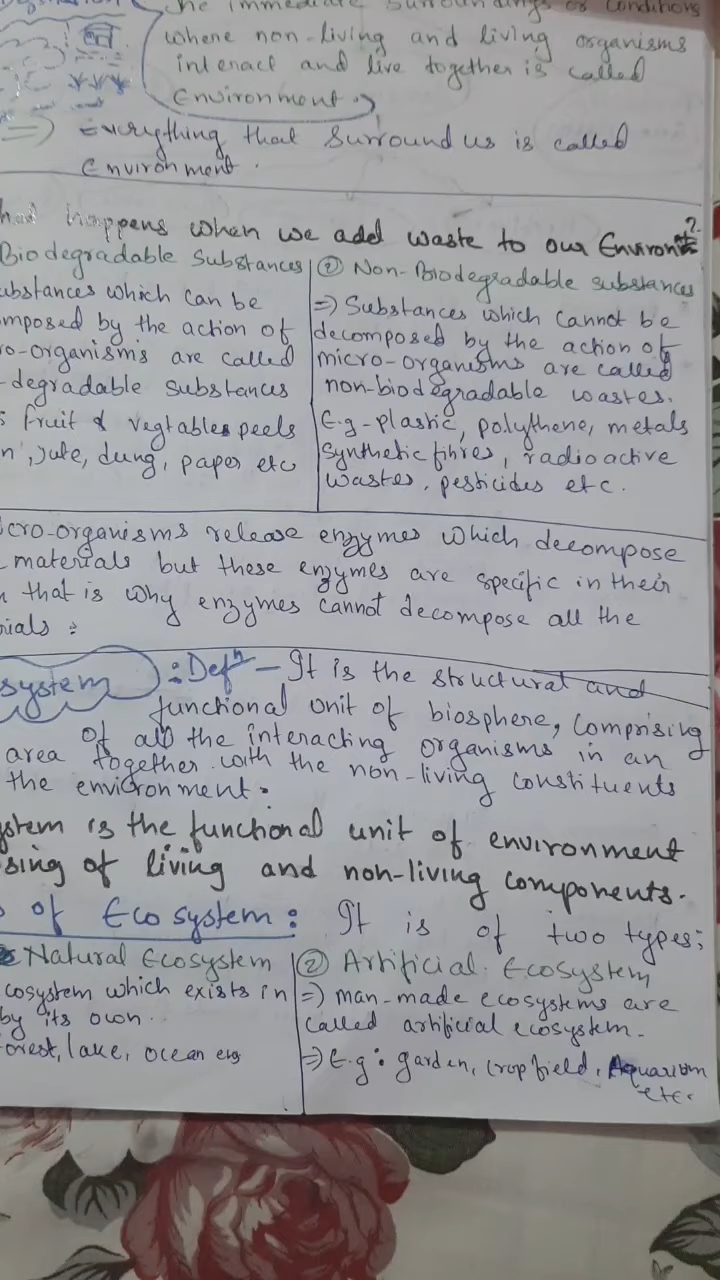 he immediate surroundings or conditions
where non-living and living organisms
interact and live together is called
environment.
=) Everything that surround us is called
Environment.
happens when we add waste to our Environ ?
Biodegradable Substances
ubstances which can be
mposed by the action of
ro-organisms are called
-degradable substances
s fruit & vegtables peels
n, jute, dung, paper etc
② Non-Biodegradable substances
=) Substances which cannot be
decomposed by the action of
micro-organisms are called
non-biodegradable wastes.
E.g-plastic, polythene, metals
synthetic fibres, radioactive
wastes, pesticides etc.
cro-organisms release enzymes which decompose
materials but these enzymes are specific in their
n that is why enzymes cannot decompose all the
rials :
system :Defⁿ - It is the structural and
functional unit of biosphere, comprising
of all the interacting organisms in an
area together with the non-living constituents
the environment.
stem is the functional unit of environment
sing of living and non-living components.
s of Eco system: It is of two types;
Natural Ecosystem
cosystem which exists in
by its own..
orest, lake, ocean
② Artificial Ecosystem
=) man-made ecosystems are
called artificial ecosystem.
=) E.g: garden, crop field, Aquarium
etc.